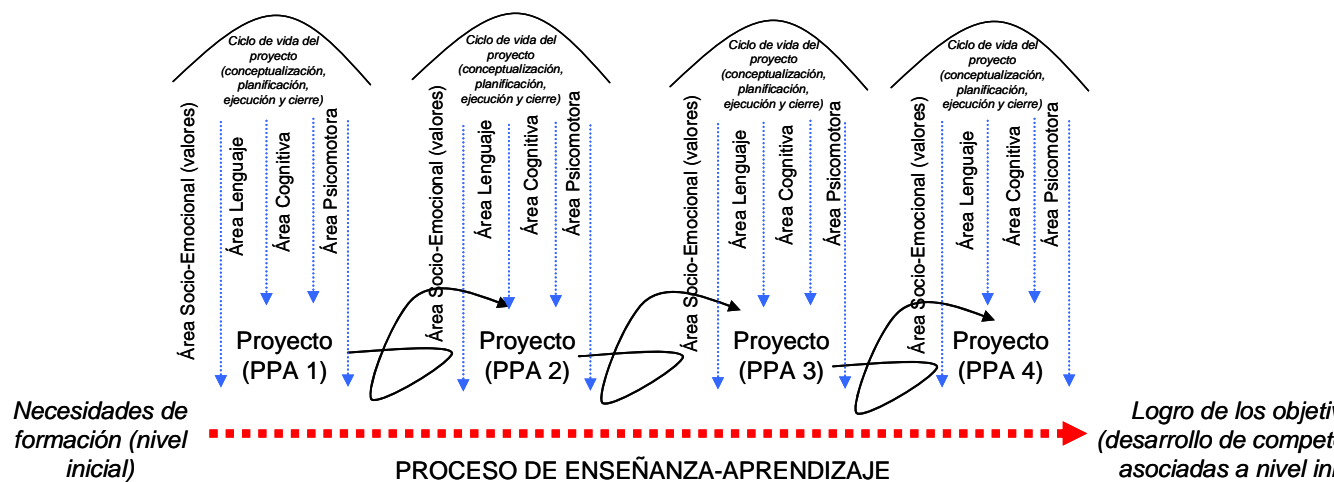 Ciclo de vida del
proyecto
(conceptualización,
planificación,
ejecución y cierre)
Área Socio-Emocional (valores)
Área Lenguaje
Área Cognitiva
Área Psicomotora
Proyecto
(PPA 1)
Ciclo de vida del
proyecto
(conceptualización,
planificación,
ejecución y cierre)
Área Socio-Emocional (valores)
Área Lenguaje
Área Cognitiva
Área Psicomotora
Proyecto
(PPA 2)
Ciclo de vida del
proyecto
(conceptualización,
planificación,
ejecución y cierre)
Área Socio-Emocional (valores)
Área Lenguaje
Área Cognitiva
Área Psicomotora
Proyecto
(PPA 3)
Ciclo de vida del
proyecto
(conceptualización,
planificación,
ejecución y cierre)
Área Socio-Emocional (valores)
Área Lenguaje
Área Cognitiva
Área Psicomotora
Proyecto
(PPA 4)
Necesidades de
formación (nivel
inicial)
PROCESO DE ENSEÑANZA-APRENDIZAJE
Logro de los
(desarrollo de
asociadas a nivel